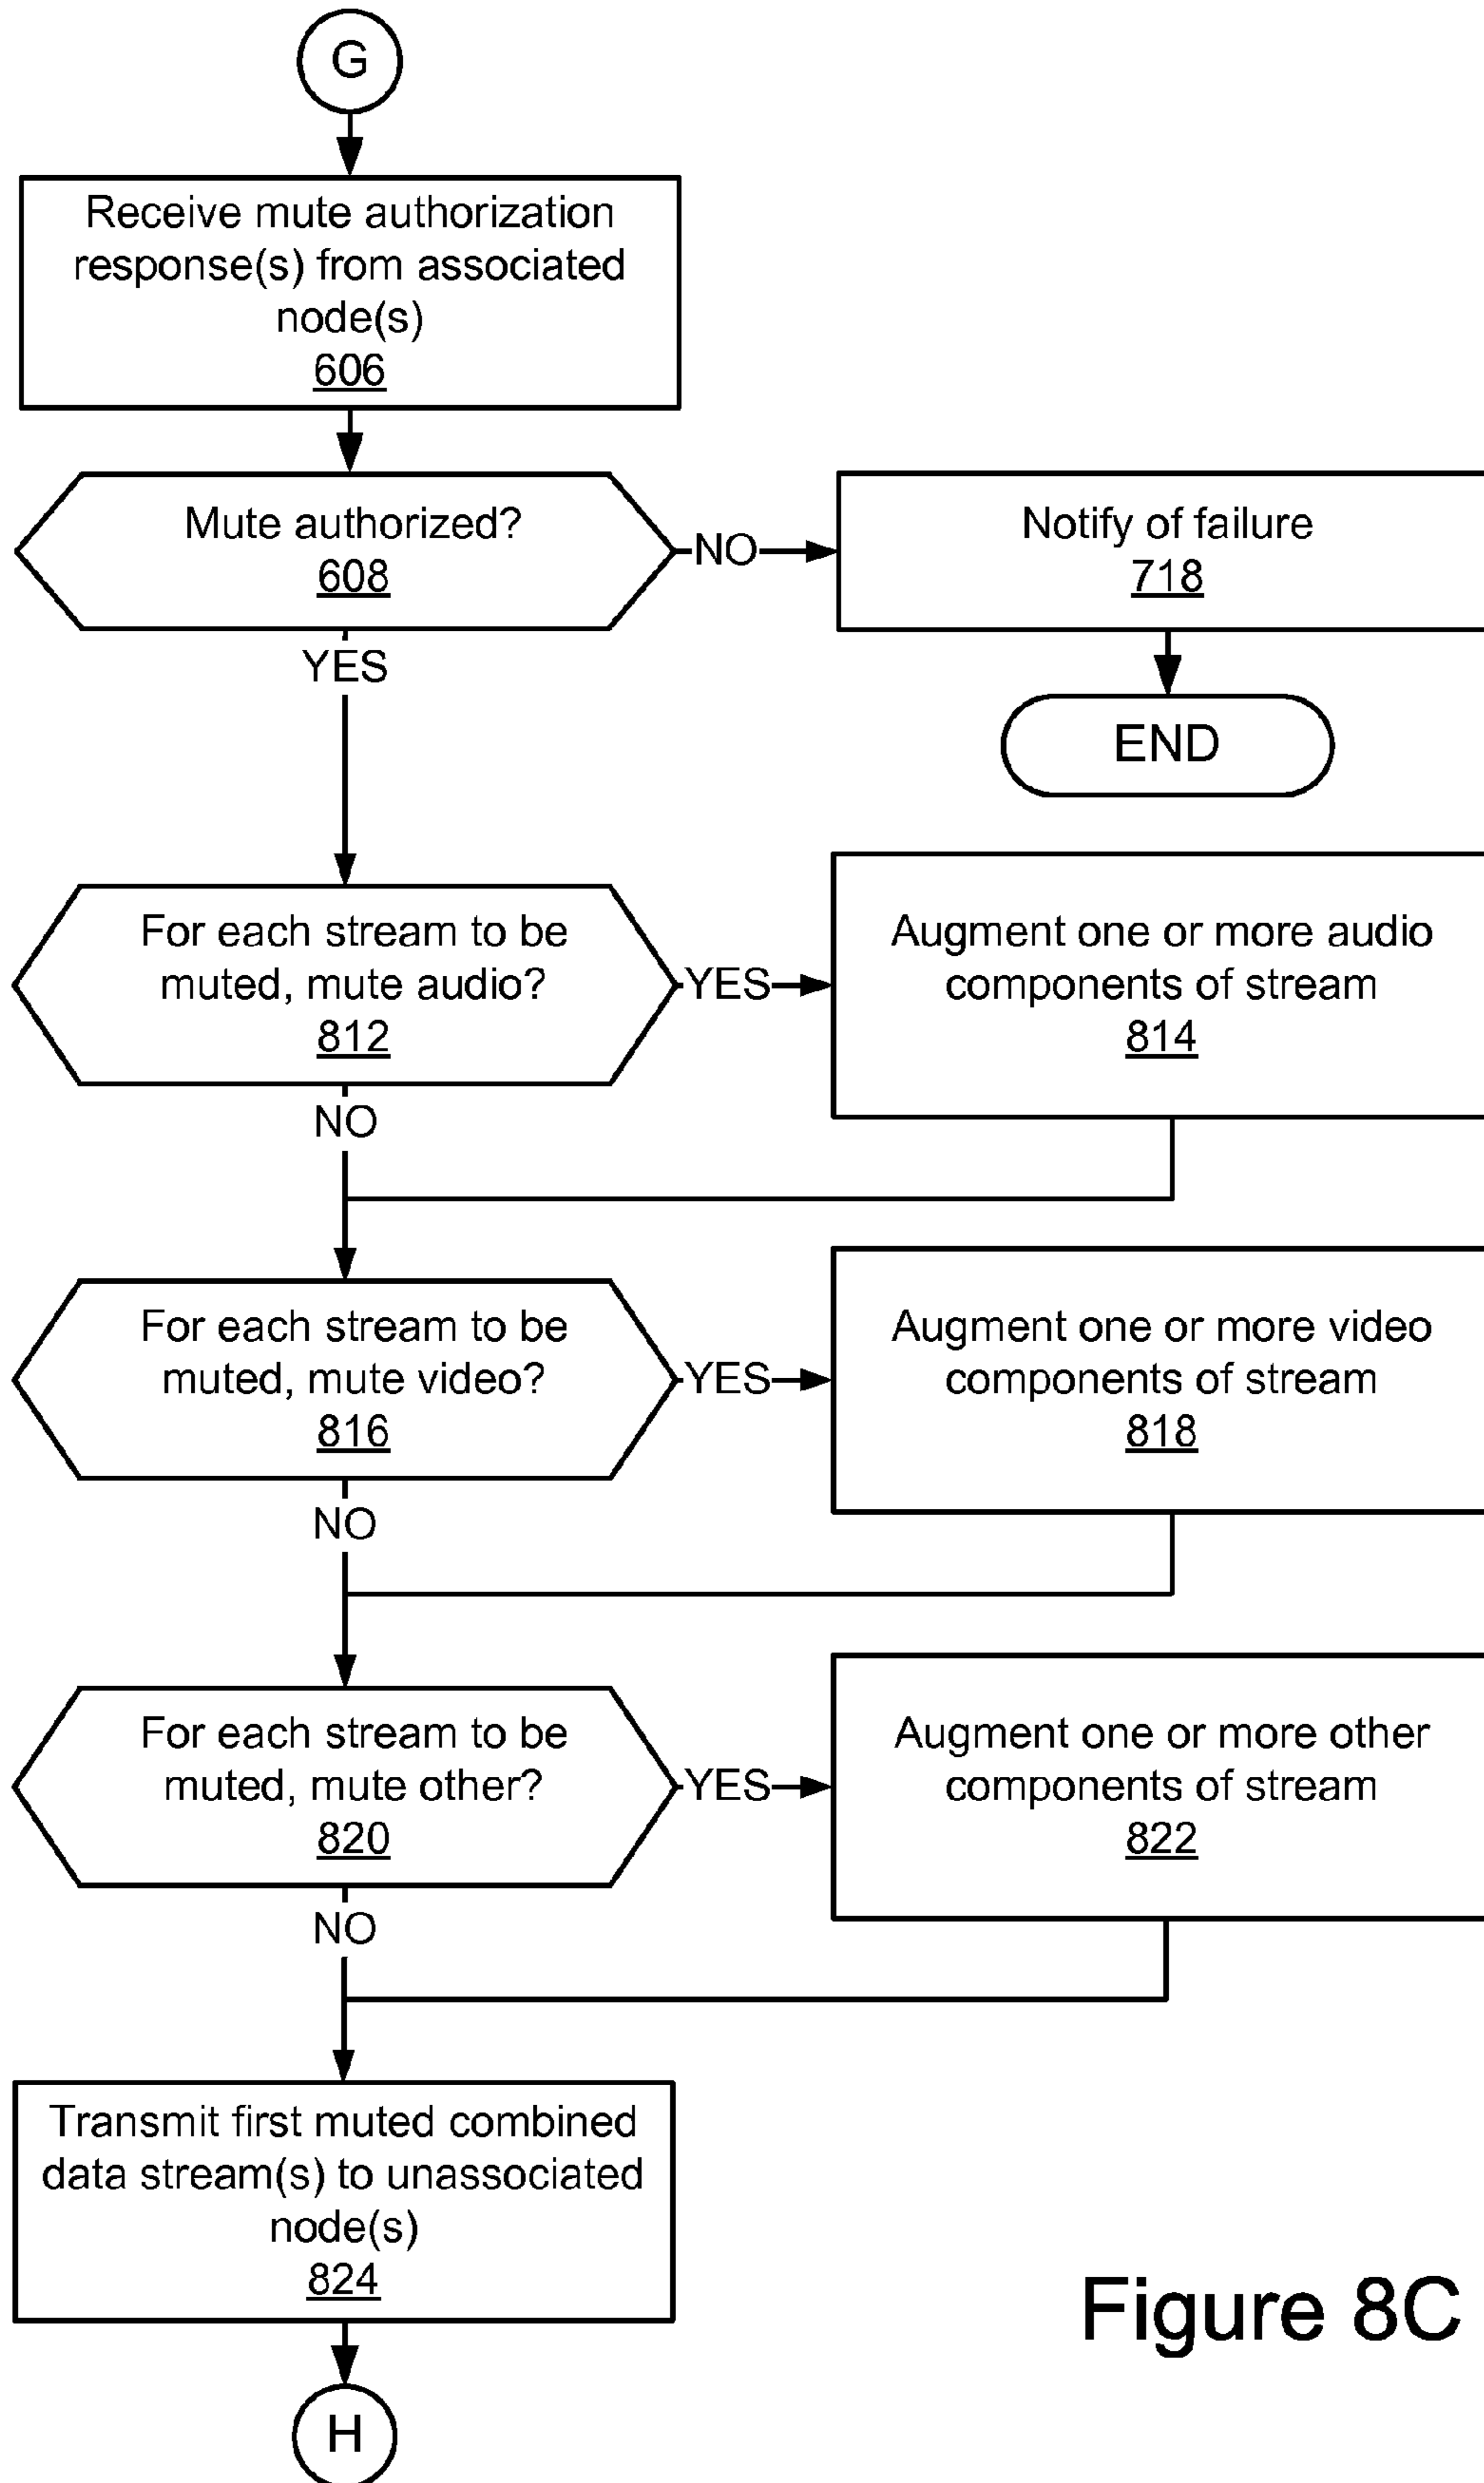 G
Receive mute authorization
response(s) from associated
node(s)
606
Mute authorized?
608
NO
Notify of failure
718
YES
END
For each stream to be
muted, mute audio?
812
YES
Augment one or more audio
components of stream
814
NO
For each stream to be
muted, mute video?
816
YES
Augment one or more video
components of stream
818
NO
For each stream to be
muted, mute other?
820
YES
Augment one or more other
components of stream
822
NO
Transmit first muted combined
data stream(s) to unassociated
node(s)
824
Figure 8C
H